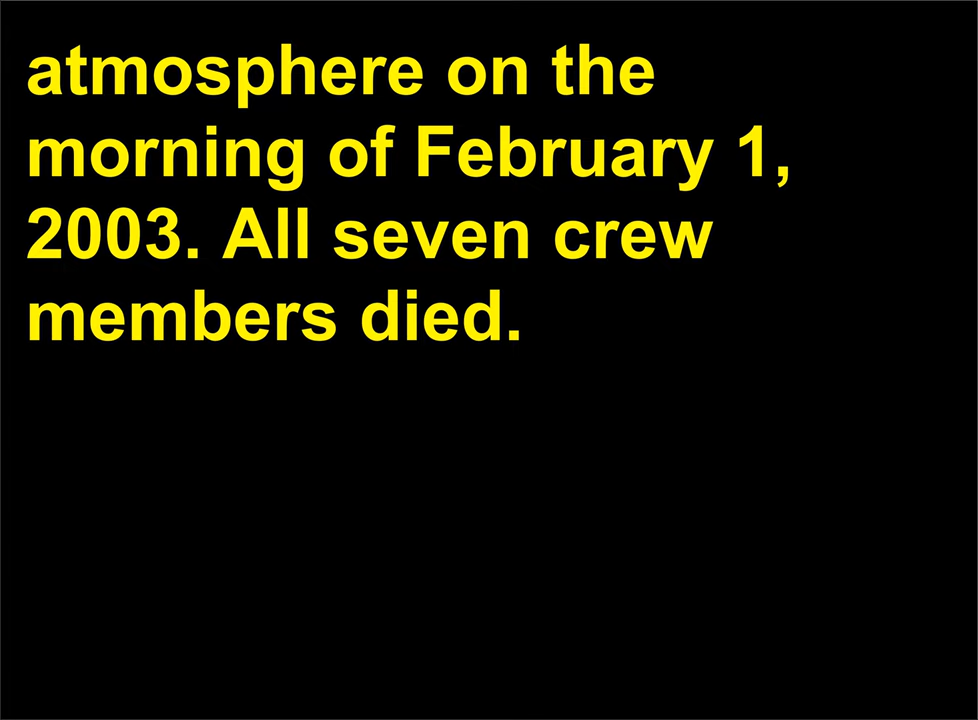 atmosphere on the
morning of February 1,
2003. All seven crew
members died.